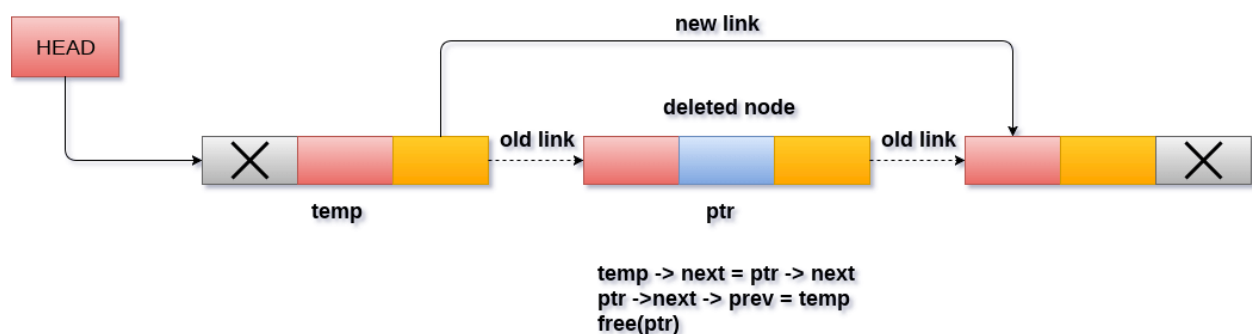 new link
HEAD
deleted node
old link
old link
temp
ptr
temp -> next = ptr -> next
ptr ->next -> prev = temp
free(ptr)